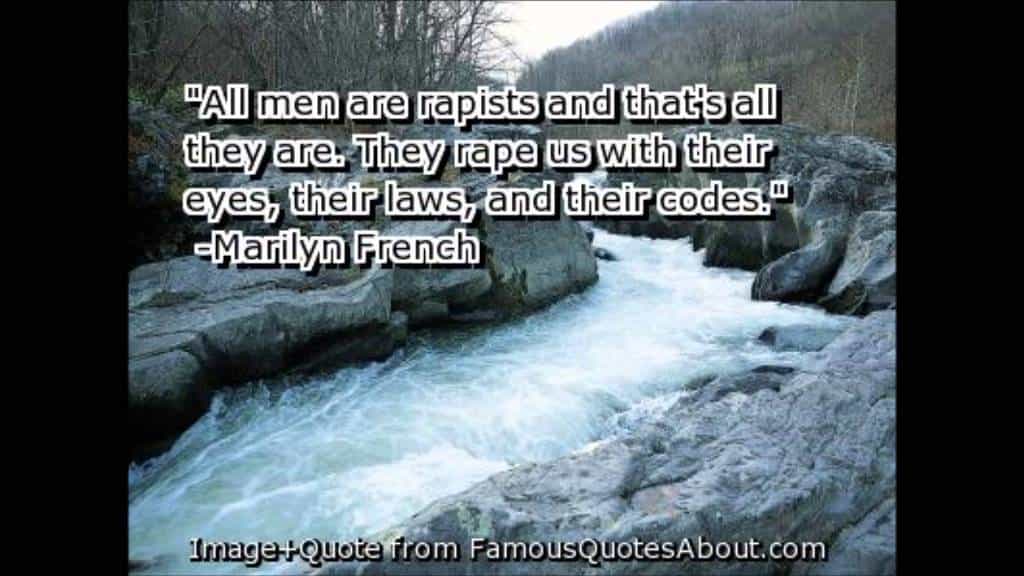 "All men are rapists and that's all
they are. They rape us with their
eyes, their laws, and their codes."
-Marilyn French
Image+Quote from FamousQuotesAbout.com